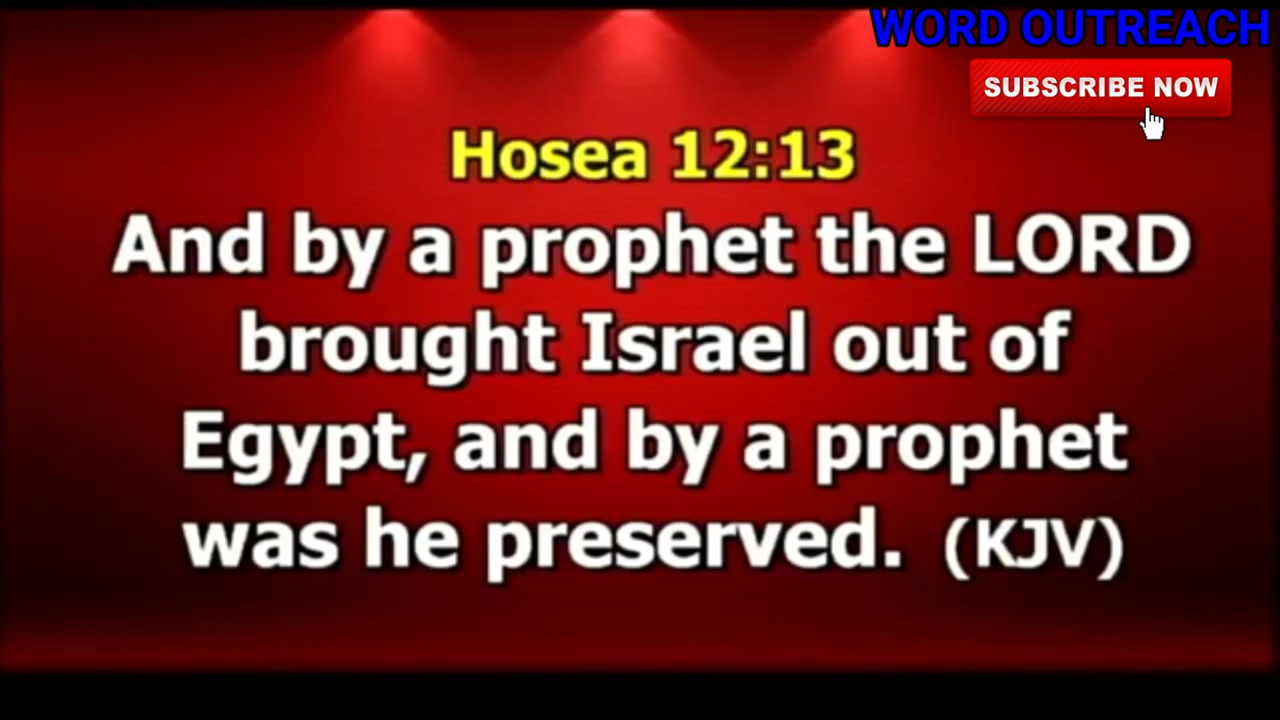 WORD OUTREACH
SUBSCRIBE NOW
Hosea 12:13
And by a prophet the LORD
brought Israel out of
Egypt, and by a prophet
was he preserved. (KJV)